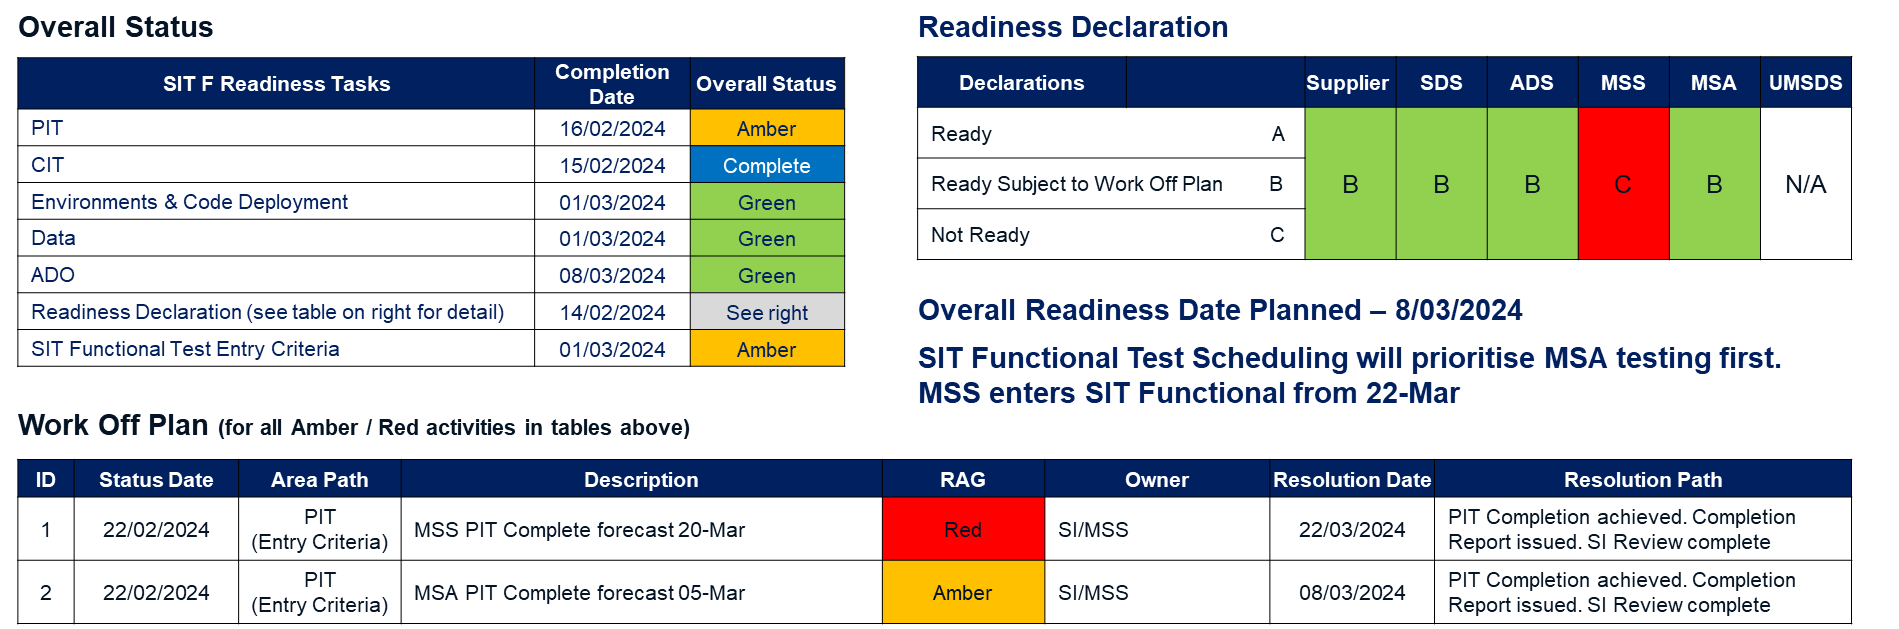 Overall Status
SIT F Readiness Tasks
Completion
Date
Overall Status
PIT
16/02/2024
Amber
CIT
15/02/2024
Complete
Environments & Code Deployment
01/03/2024
Green
Data
01/03/2024
Green
ADO
08/03/2024
Green
Readiness Declaration (see table on right for detail)
14/02/2024
See right
SIT Functional Test Entry Criteria
01/03/2024
Amber
Readiness Declaration
Declarations
Supplier
SDS
ADS
MSS
MSA
UMSDS
Ready
A
Ready Subject to Work Off Plan
B
Not Ready
C
B
B
B
C
B
N/A
Overall Readiness Date Planned – 8/03/2024
SIT Functional Test Scheduling will prioritise MSA testing first.
MSS enters SIT Functional from 22-Mar
Work Off Plan (for all Amber / Red activities in tables above)
ID
Status Date
Area Path
Description
RAG
Owner
Resolution Date
Resolution Path
1
22/02/2024
PIT
(Entry Criteria)
MSS PIT Complete forecast 20-Mar
Red
SI/MSS
22/03/2024
PIT Completion achieved. Completion
Report issued. SI Review complete
2
22/02/2024
PIT
(Entry Criteria)
MSA PIT Complete forecast 05-Mar
Amber
SI/MSS
08/03/2024
PIT Completion achieved. Completion
Report issued. SI Review complete